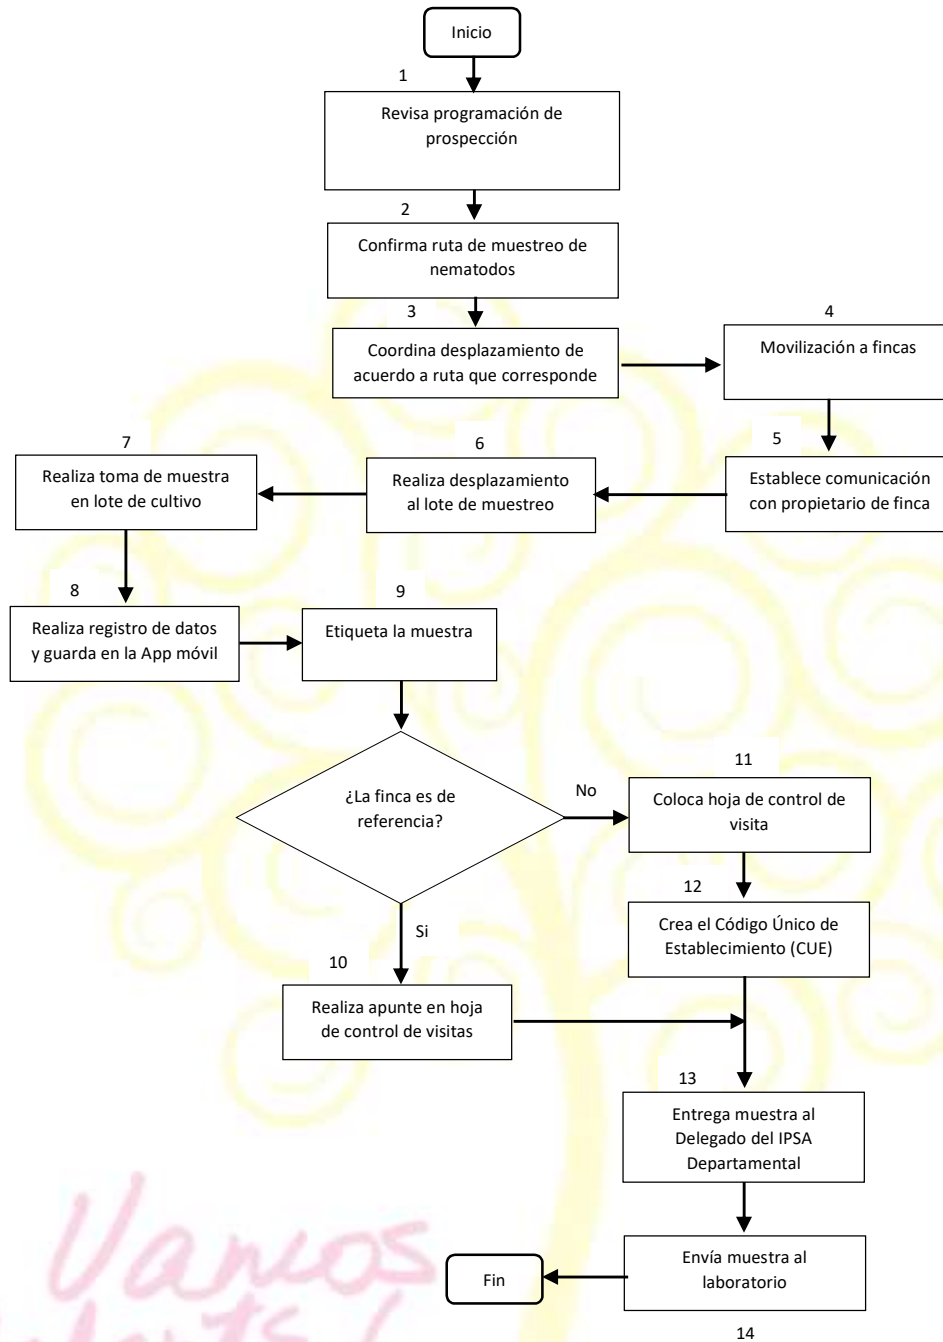 Inicio
1
Revisa programación de
prospección
2
Confirma ruta de muestreo de
nematodos
3
Coordina desplazamiento de
acuerdo a ruta que corresponde
4
Movilización a fincas
5
Establece comunicación
con propietario de finca
6
Realiza desplazamiento
al lote de muestreo
7
Realiza toma de muestra
en lote de cultivo
8
Realiza registro de datos
y guarda en la App móvil
9
Etiqueta la muestra
¿La finca es de
referencia?
No
11
Coloca hoja de control de
visita
12
Crea el Código Único de
Establecimiento (CUE)
Si
10
Realiza apunte en hoja
de control de visitas
13
Entrega muestra al
Delegado del IPSA
Departamental
Envía muestra al
laboratorio
14
Fin
Vamos